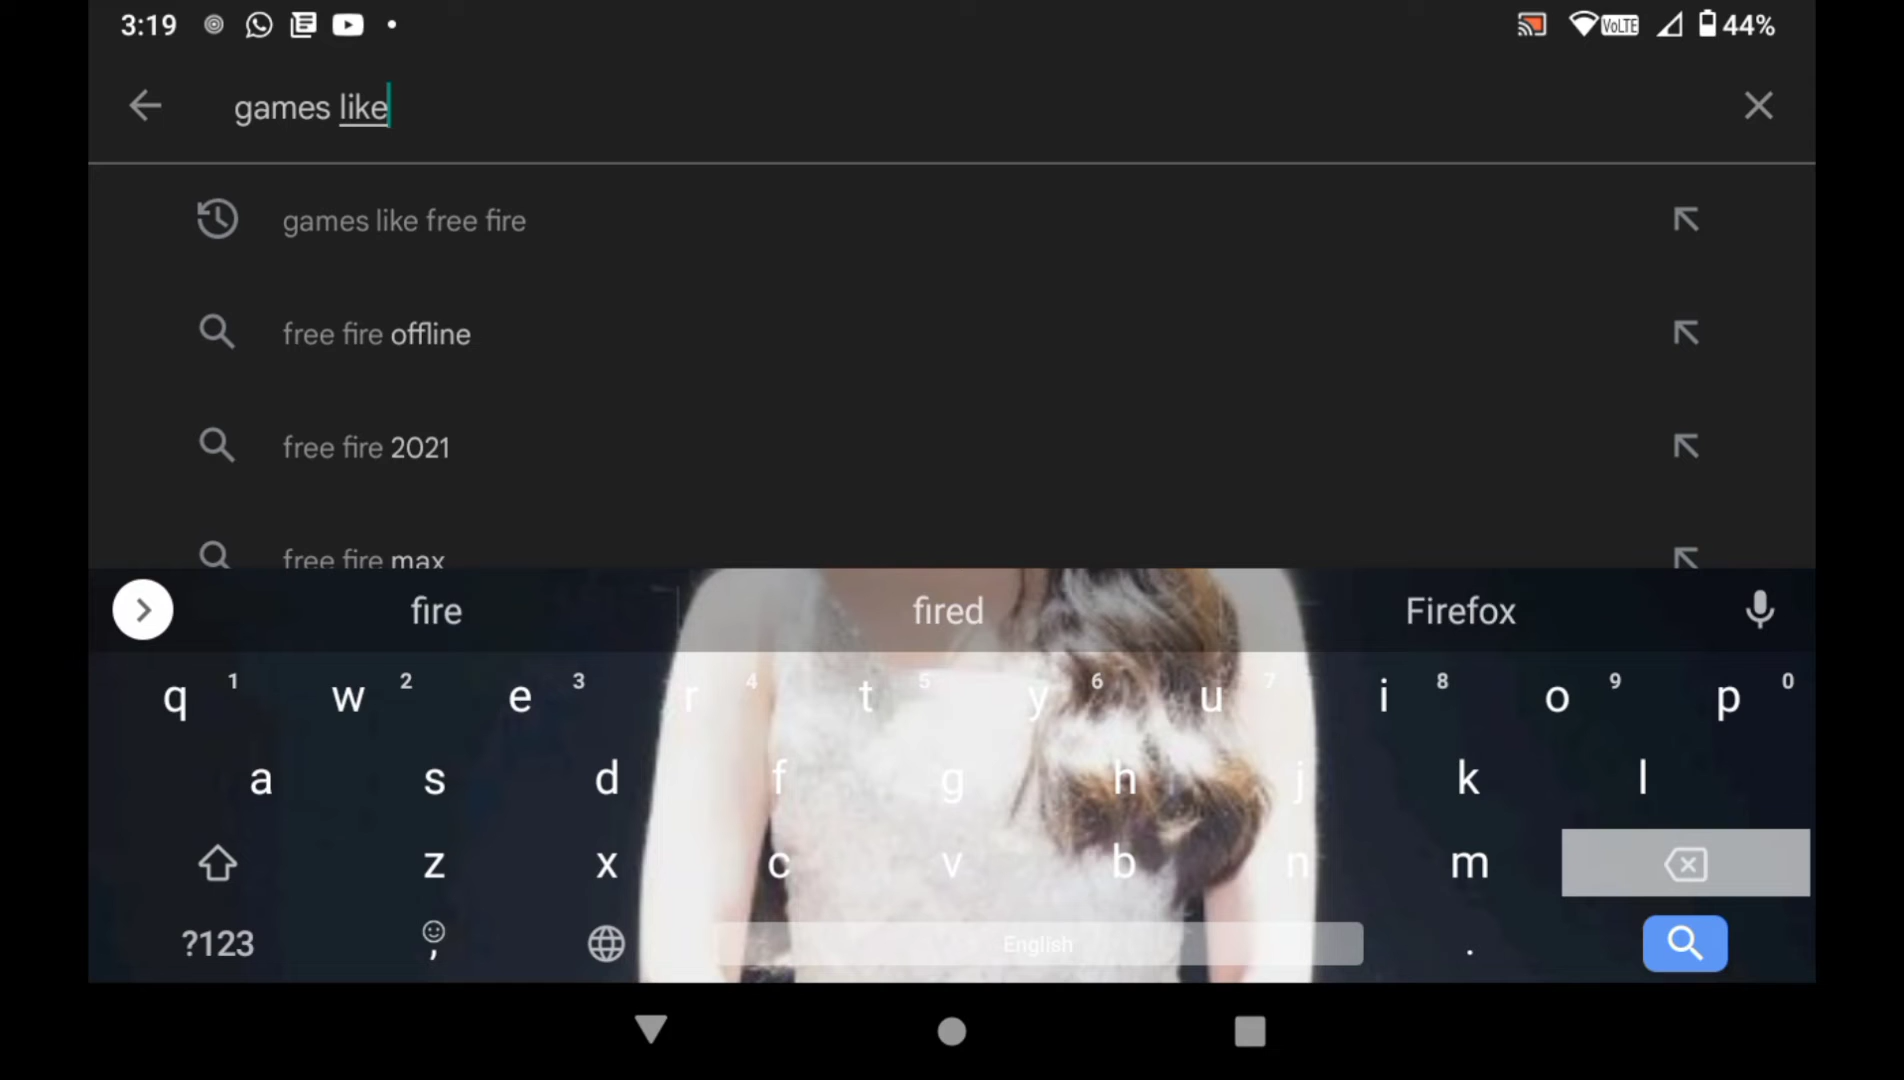 3:19 VoLTE 44%
games like
games like free fire
free fire offline
free fire 2021
free fire max
fire fired Firefox
q 1 w 2 e 3 r 4 t 5 y 6 u 7 i 8 o 9 p 0
a s d f g h j k l
z x c v b n m
?123 , English .